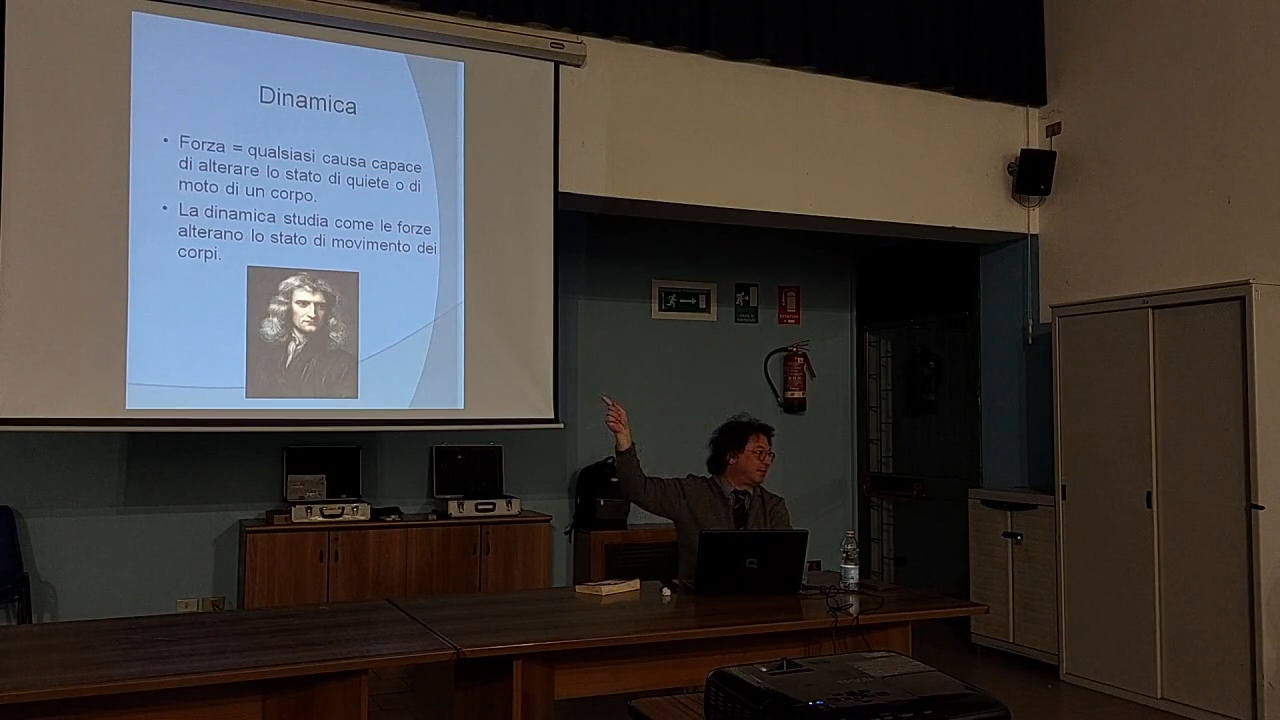 Dinamica
• Forza = qualsiasi causa capace
di alterare lo stato di quiete o di
moto di un corpo.
• La dinamica studia come le forze
alterano lo stato di movimento dei
corpi.